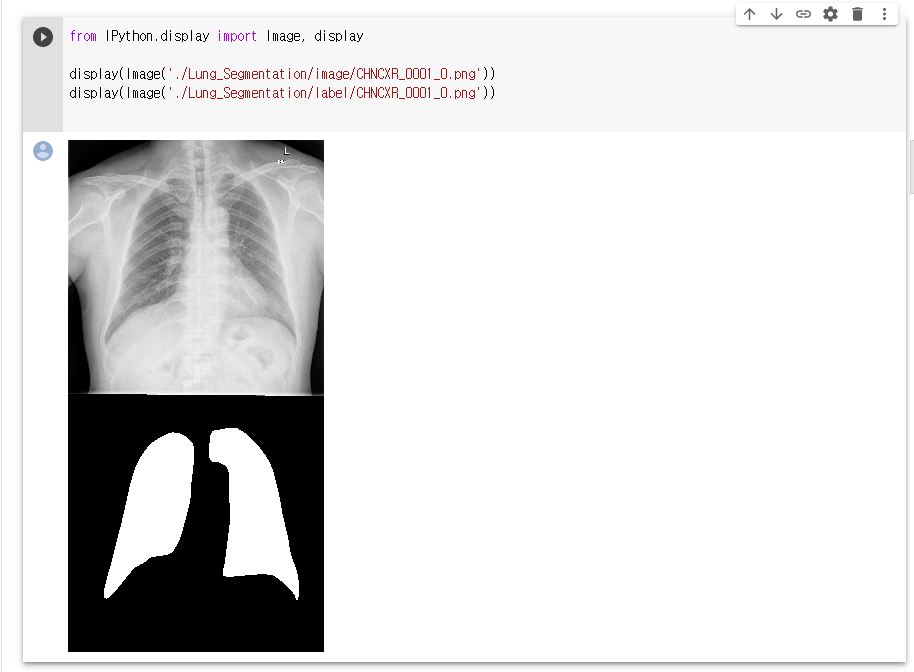 from IPython.display import Image, display
display(Image('./Lung_Segmentation/image/CHNCXR_0001_0.png'))
display(Image('./Lung_Segmentation/label/CHNCXR_0001_0.png'))
L